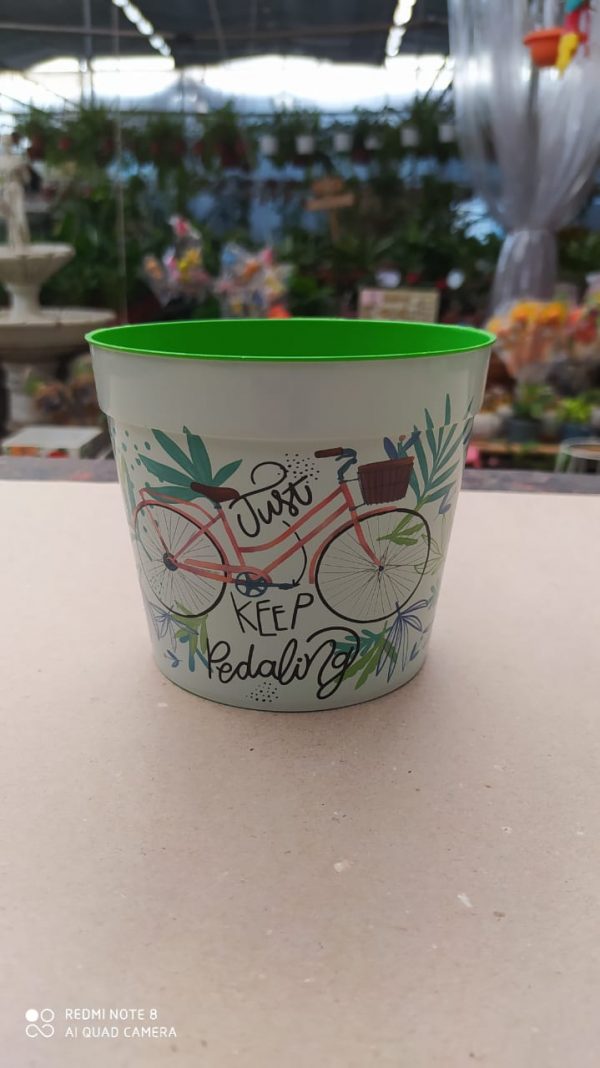 Just
KEEP
Pedaling
REDMI NOTE 8
AI QUAD CAMERA